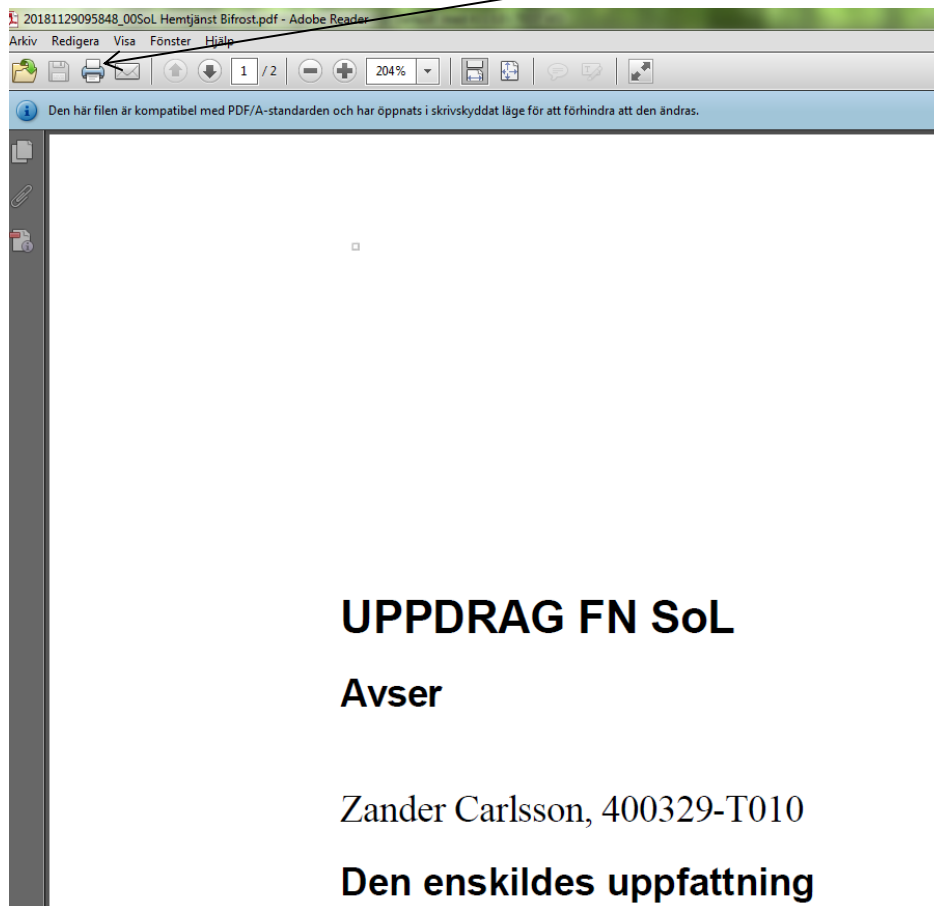 20181129095848_00SoL Hemtjänst Bifrost.pdf - Adobe Reader
Arkiv Redigera Visa Fönster Hjälp
1 / 2 204%
Den här filen är kompatibel med PDF/A-standarden och har öppnats i skrivskyddat läge för att förhindra att den ändras.
UPPDRAG FN SoL
Avser
Zander Carlsson, 400329-T010
Den enskildes uppfattning